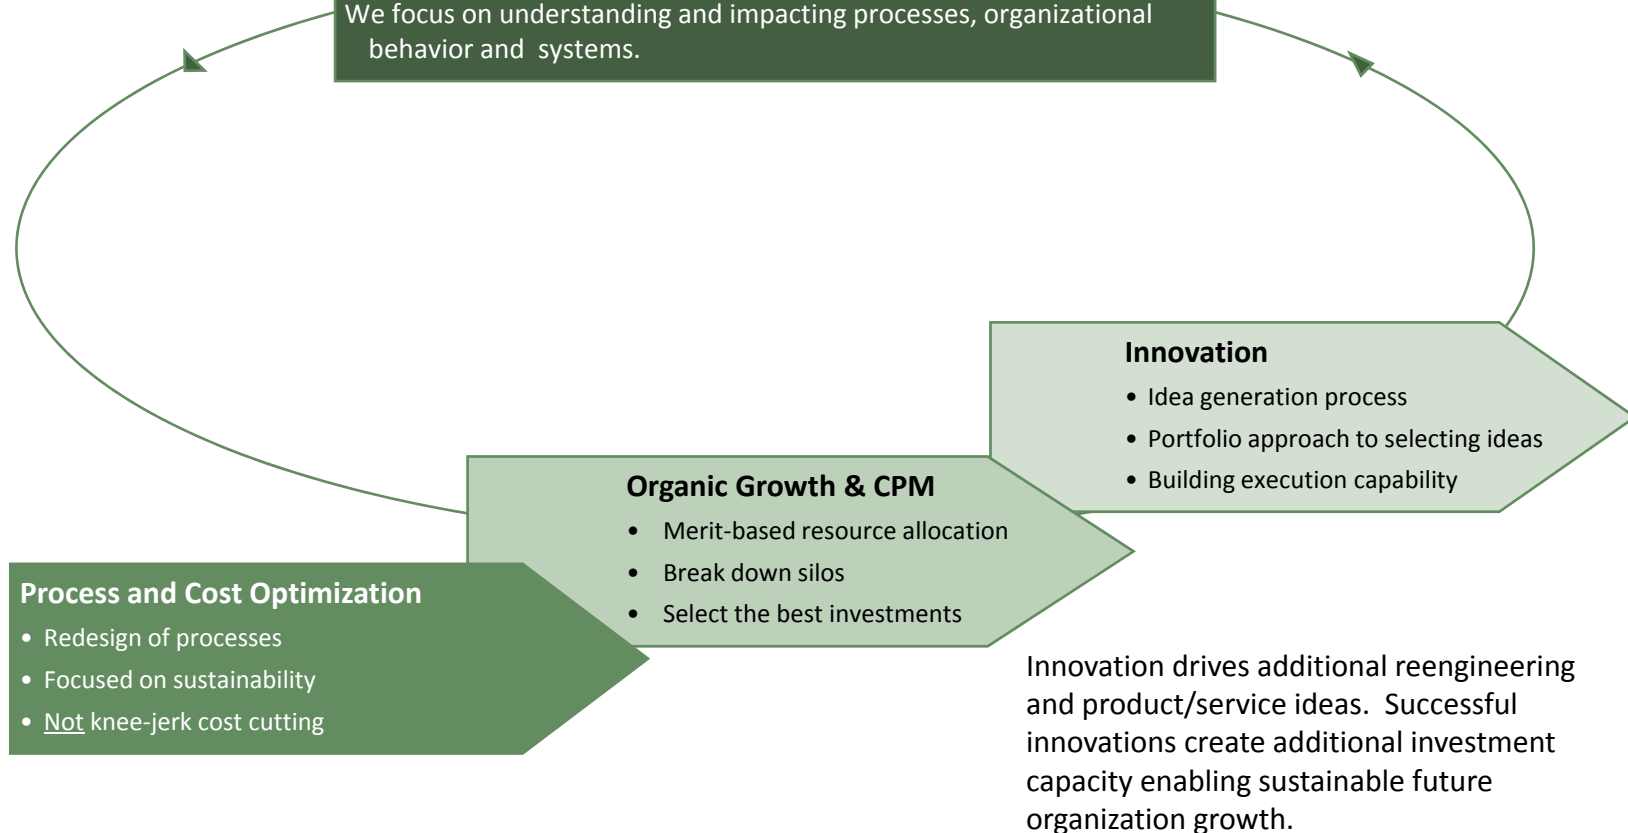 We focus on understanding and impacting processes, organizational
behavior and  systems.
Innovation
• Idea generation process
• Portfolio approach to selecting ideas
• Building execution capability
Organic Growth & CPM
• Merit-based resource allocation
• Break down silos
• Select the best investments
Process and Cost Optimization
• Redesign of processes
• Focused on sustainability
• Not knee-jerk cost cutting
Innovation drives additional reengineering
and product/service ideas.  Successful
innovations create additional investment
capacity enabling sustainable future
organization growth.